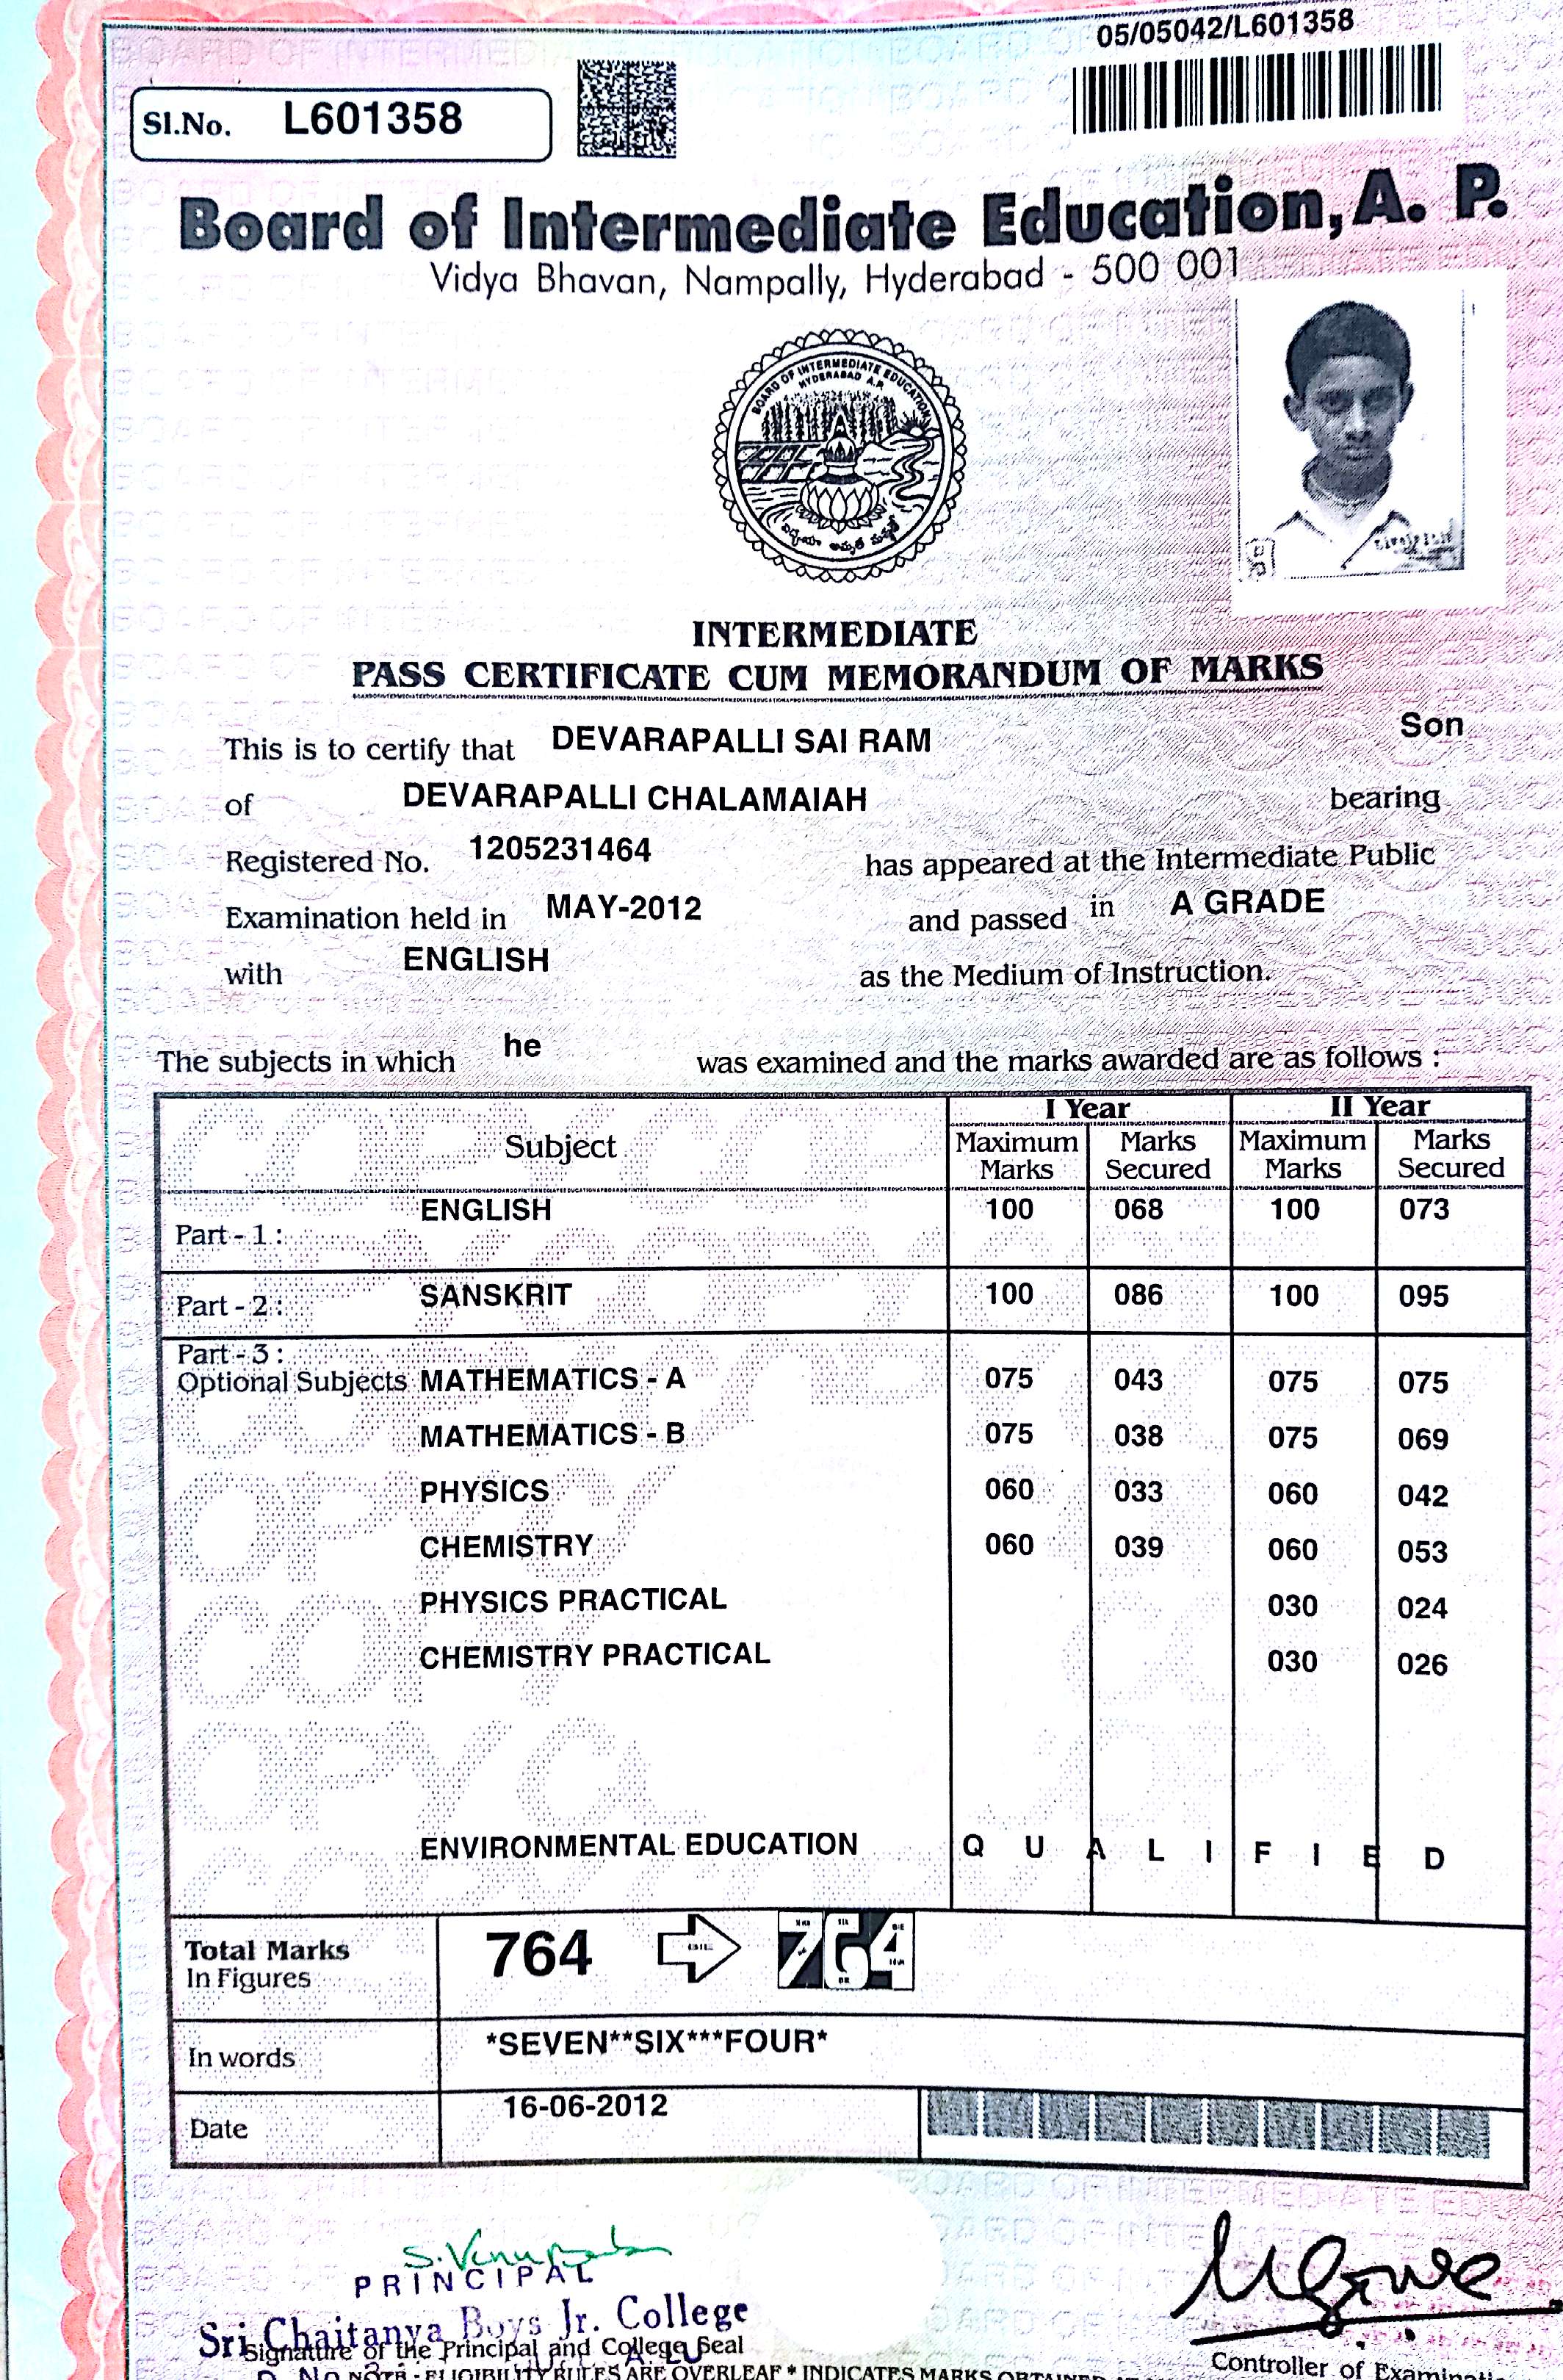 05/05042/L601358
Sl.No. L601358
Board of Intermediate Education, A. P.
Vidya Bhavan, Nampally, Hyderabad - 500 001
BOARD OF INTERMEDIATE EDUCATION
HYDERABAD A.P.
INTERMEDIATE
PASS CERTIFICATE CUM MEMORANDUM OF MARKS
This is to certify that DEVARAPALLI SAI RAM Son
of DEVARAPALLI CHALAMAIAH bearing
Registered No. 1205231464 has appeared at the Intermediate Public
Examination held in MAY-2012 and passed in A GRADE
with ENGLISH as the Medium of Instruction.
The subjects in which he was examined and the marks awarded are as follows :
I Year II Year
Subject Maximum Marks Marks Secured Maximum Marks Marks Secured
Part - 1 : ENGLISH 100 068 100 073
Part - 2 : SANSKRIT 100 086 100 095
Part - 3 :
Optional Subjects MATHEMATICS - A 075 043 075 075
MATHEMATICS - B 075 038 075 069
PHYSICS 060 033 060 042
CHEMISTRY 060 039 060 053
PHYSICS PRACTICAL 030 024
CHEMISTRY PRACTICAL 030 026
ENVIRONMENTAL EDUCATION Q U A L I F I E D
Total Marks
In Figures 764 764
In words *SEVEN**SIX***FOUR*
Date 16-06-2012
PRINCIPAL
Sri Chaitanya Boys Jr. College
Signature of the Principal and College Seal
Controller of Examinatio
NOTE : ELIGIBILITY RULES ARE OVERLEAF * INDICATES MARKS